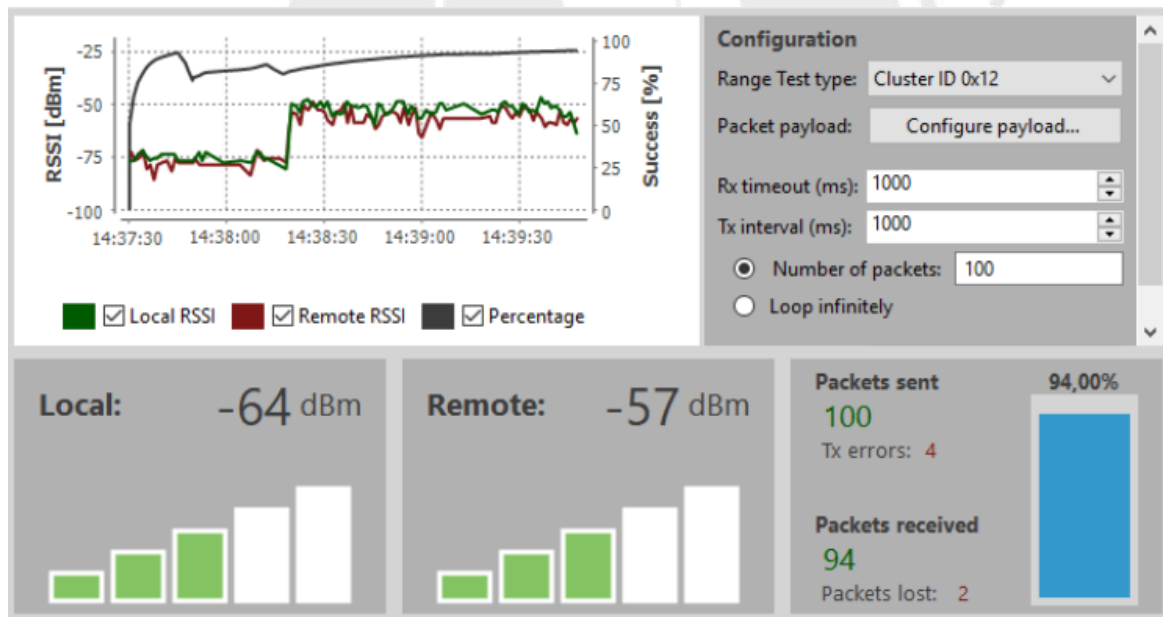 -25
-50
-75
-100
RSSI [dBm]
100
75
50
25
0
Success [%]
14:37:30 14:38:00 14:38:30 14:39:00 14:39:30
Local RSSI Remote RSSI Percentage
Configuration
Range Test type: Cluster ID 0x12
Packet payload: Configure payload...
Rx timeout (ms): 1000
Tx interval (ms): 1000
Number of packets: 100
Loop infinitely
Local: -64 dBm
Remote: -57 dBm
Packets sent
100
Tx errors: 4
Packets received
94
Packets lost: 2
94,00%